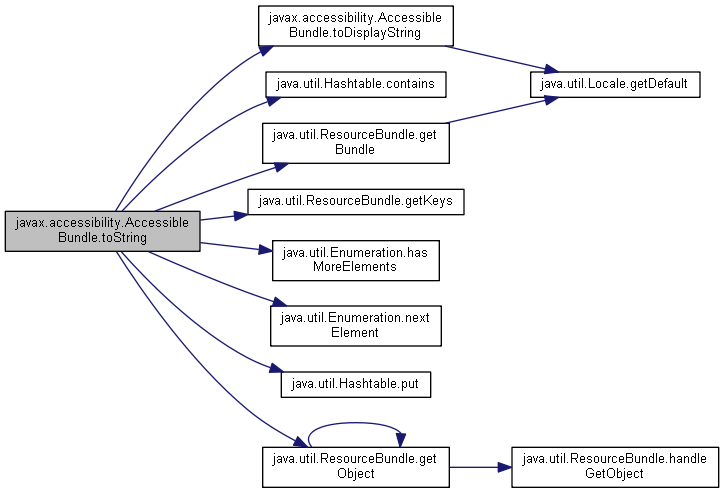 javax.accessibility.Accessible
Bundle.toDisplayString
java.util.Hashtable.contains
java.util.Locale.getDefault
java.util.ResourceBundle.get
Bundle
java.util.ResourceBundle.getKeys
javax.accessibility.Accessible
Bundle.toString
java.util.Enumeration.has
MoreElements
java.util.Enumeration.next
Element
java.util.Hashtable.put
java.util.ResourceBundle.get
Object
java.util.ResourceBundle.handle
GetObject